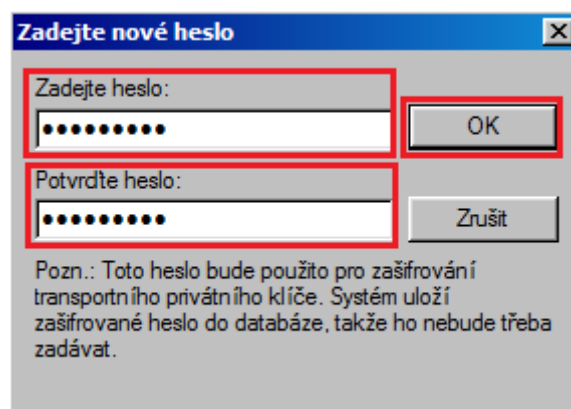 Zadejte nové heslo
Zadejte heslo:
●●●●●●●●●
OK
Potvrďte heslo:
●●●●●●●●●
Zrušit
Pozn.: Toto heslo bude použito pro zašifrování
transportního privátního klíče. Systém uloží
zašifrované heslo do databáze, takže ho nebude třeba
zadávat.